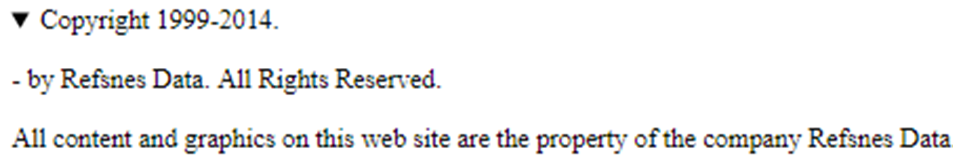 ▼ Copyright 1999-2014.
- by Refsnes Data. All Rights Reserved.
All content and graphics on this web site are the property of the company Refsnes Data